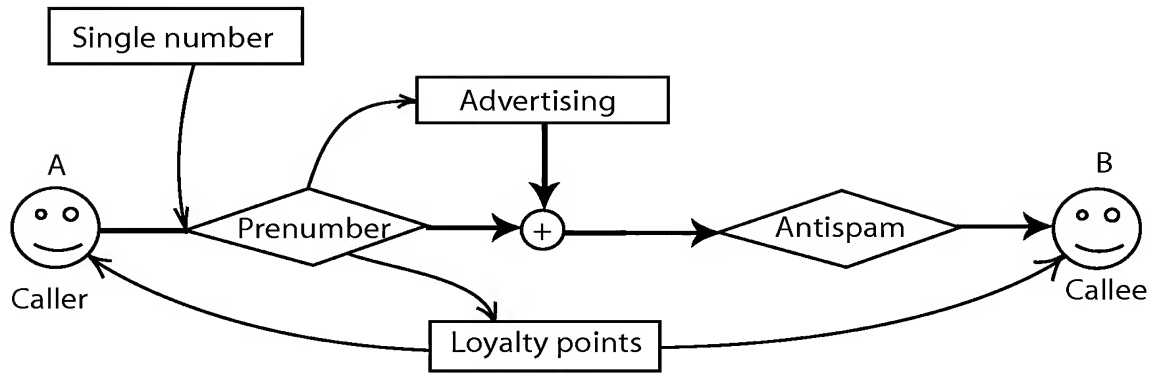 Single number
Advertising
A
B
Prenumber
+
Antispam
Caller
Callee
Loyalty points